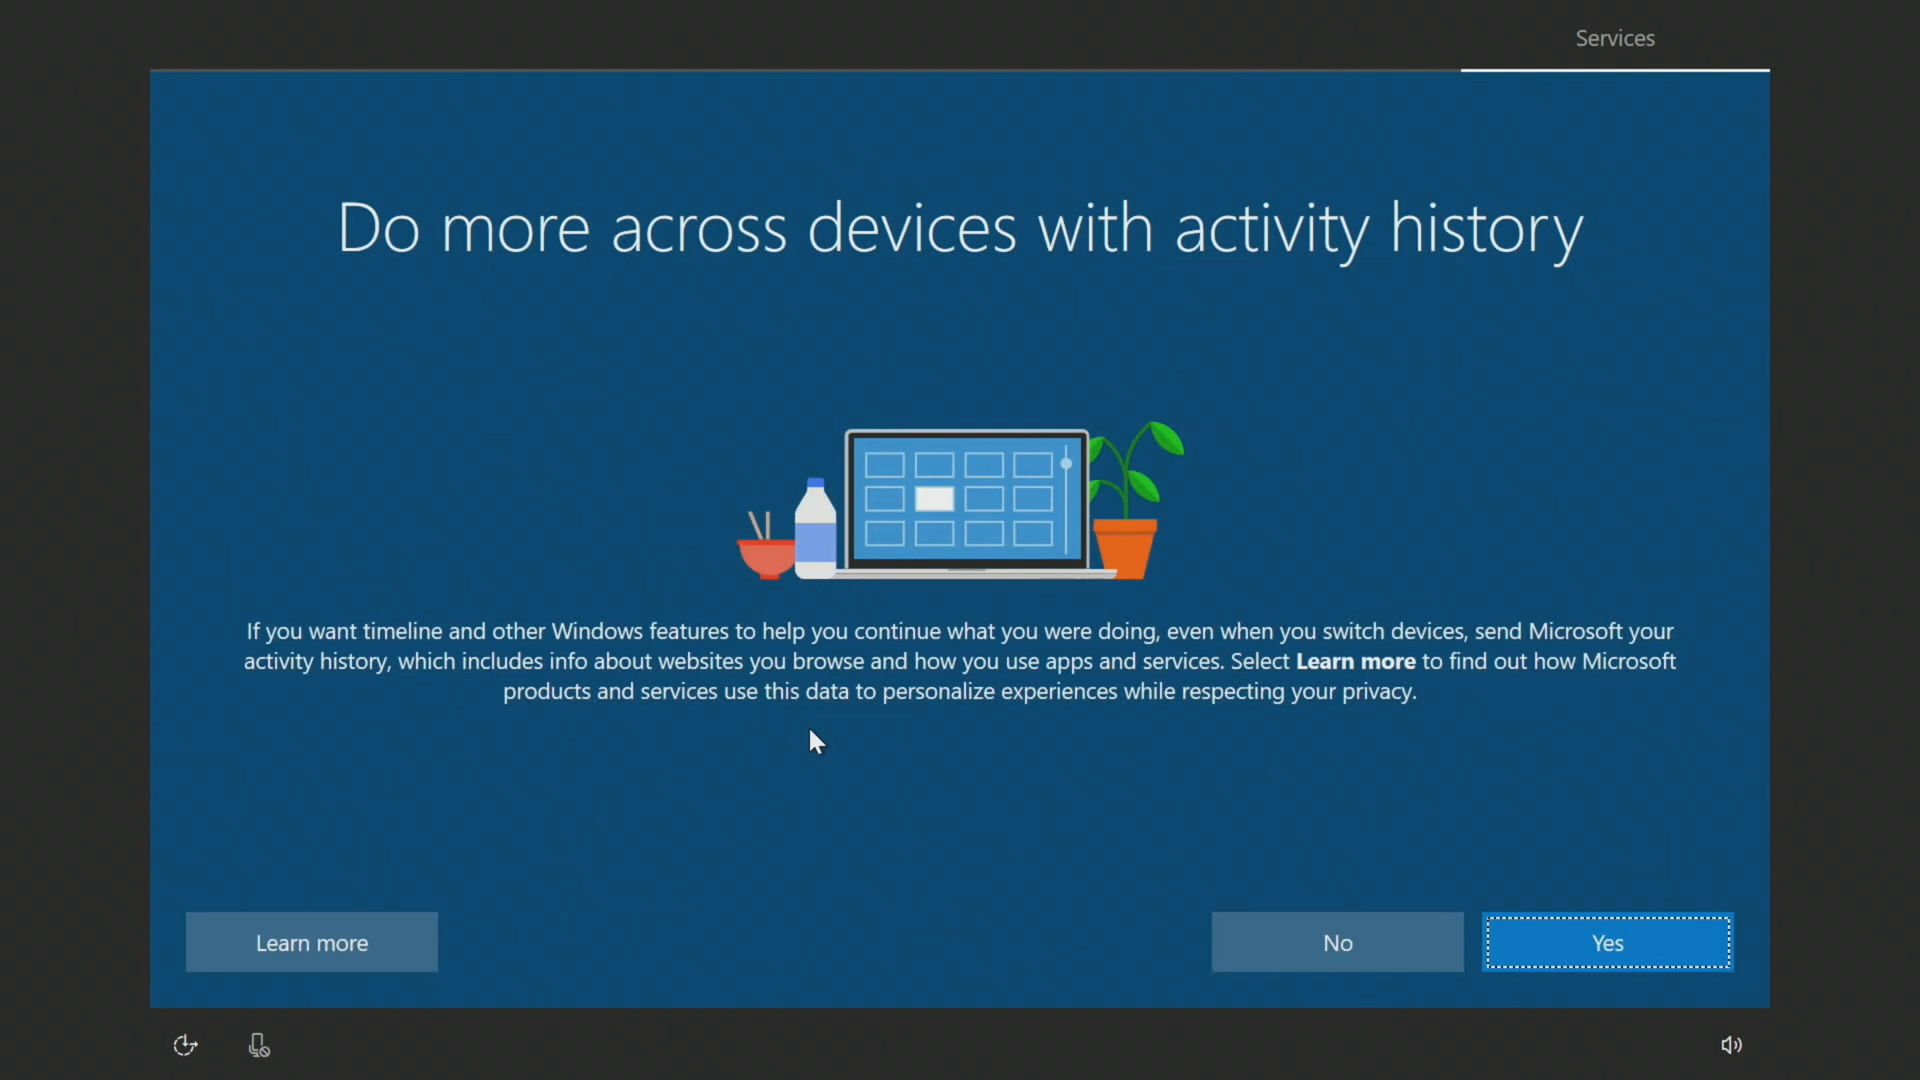 Services
Do more across devices with activity history
If you want timeline and other Windows features to help you continue what you were doing, even when you switch devices, send Microsoft your
activity history, which includes info about websites you browse and how you use apps and services. Select Learn more to find out how Microsoft
products and services use this data to personalize experiences while respecting your privacy.
Learn more
No
Yes